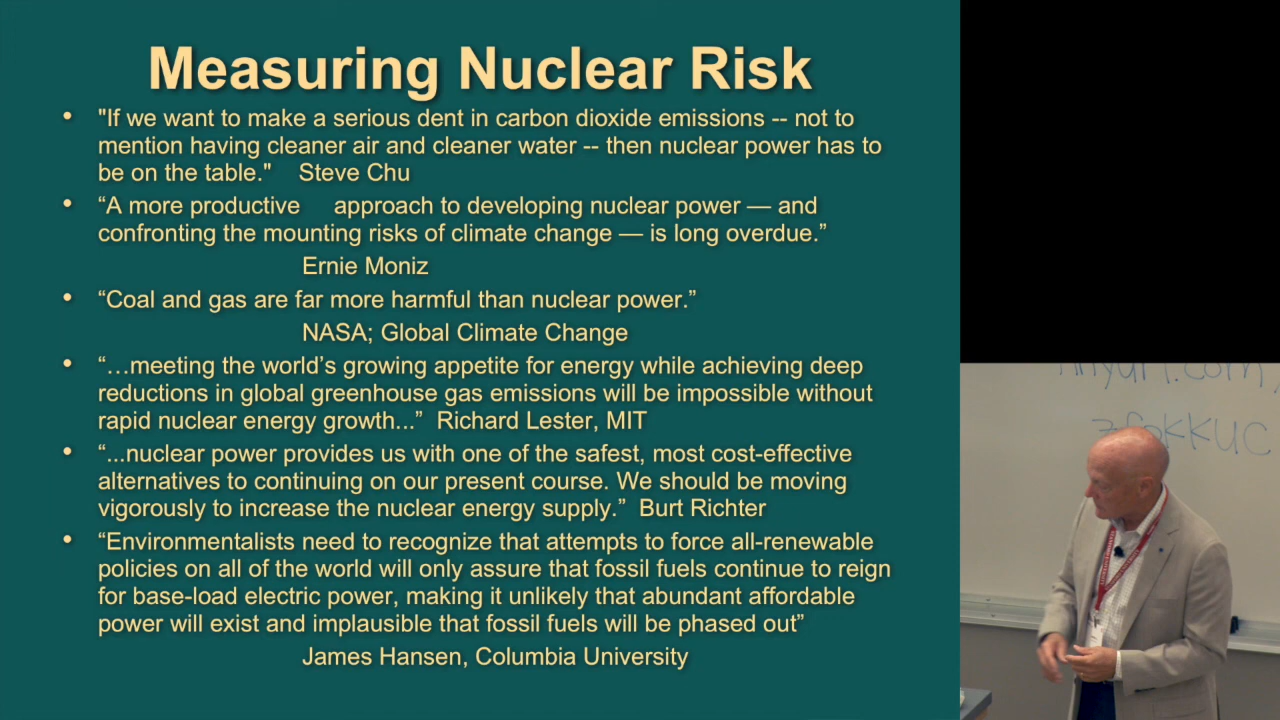 Measuring Nuclear Risk
• "If we want to make a serious dent in carbon dioxide emissions -- not to
mention having cleaner air and cleaner water -- then nuclear power has to
be on the table." Steve Chu
• “A more productive approach to developing nuclear power — and
confronting the mounting risks of climate change — is long overdue.”
Ernie Moniz
• “Coal and gas are far more harmful than nuclear power.”
NASA; Global Climate Change
• “…meeting the world’s growing appetite for energy while achieving deep
reductions in global greenhouse gas emissions will be impossible without
rapid nuclear energy growth...” Richard Lester, MIT
• “...nuclear power provides us with one of the safest, most cost-effective
alternatives to continuing on our present course. We should be moving
vigorously to increase the nuclear energy supply.” Burt Richter
• “Environmentalists need to recognize that attempts to force all-renewable
policies on all of the world will only assure that fossil fuels continue to reign
for base-load electric power, making it unlikely that abundant affordable
power will exist and implausible that fossil fuels will be phased out”
James Hansen, Columbia University
tinyurl.com/